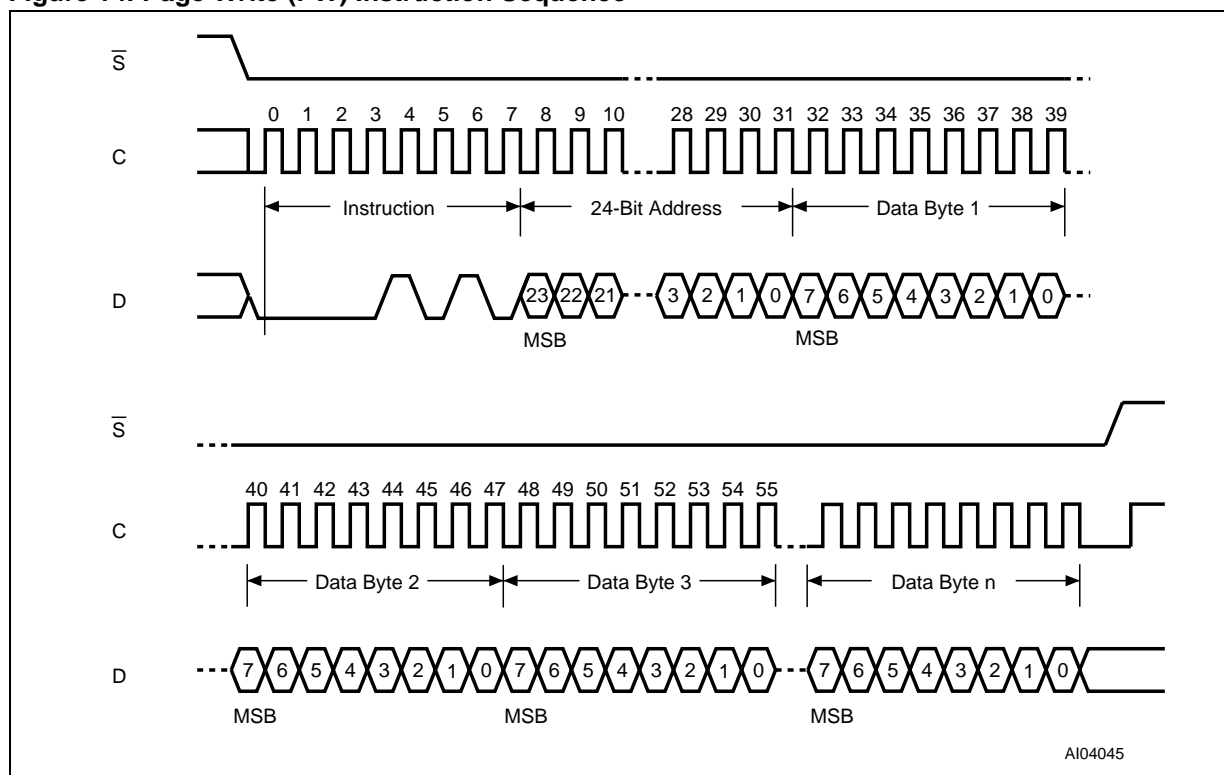 Figure 14. Page Write (PW) Instruction Sequence
S
0 1 2 3 4 5 6 7 8 9 10 28 29 30 31 32 33 34 35 36 37 38 39
C
Instruction 24-Bit Address Data Byte 1
D 23 22 21 3 2 1 0 7 6 5 4 3 2 1 0
MSB MSB
S
40 41 42 43 44 45 46 47 48 49 50 51 52 53 54 55
C
Data Byte 2 Data Byte 3 Data Byte n
D 7 6 5 4 3 2 1 0 7 6 5 4 3 2 1 0 7 6 5 4 3 2 1 0
MSB MSB MSB
AI04045